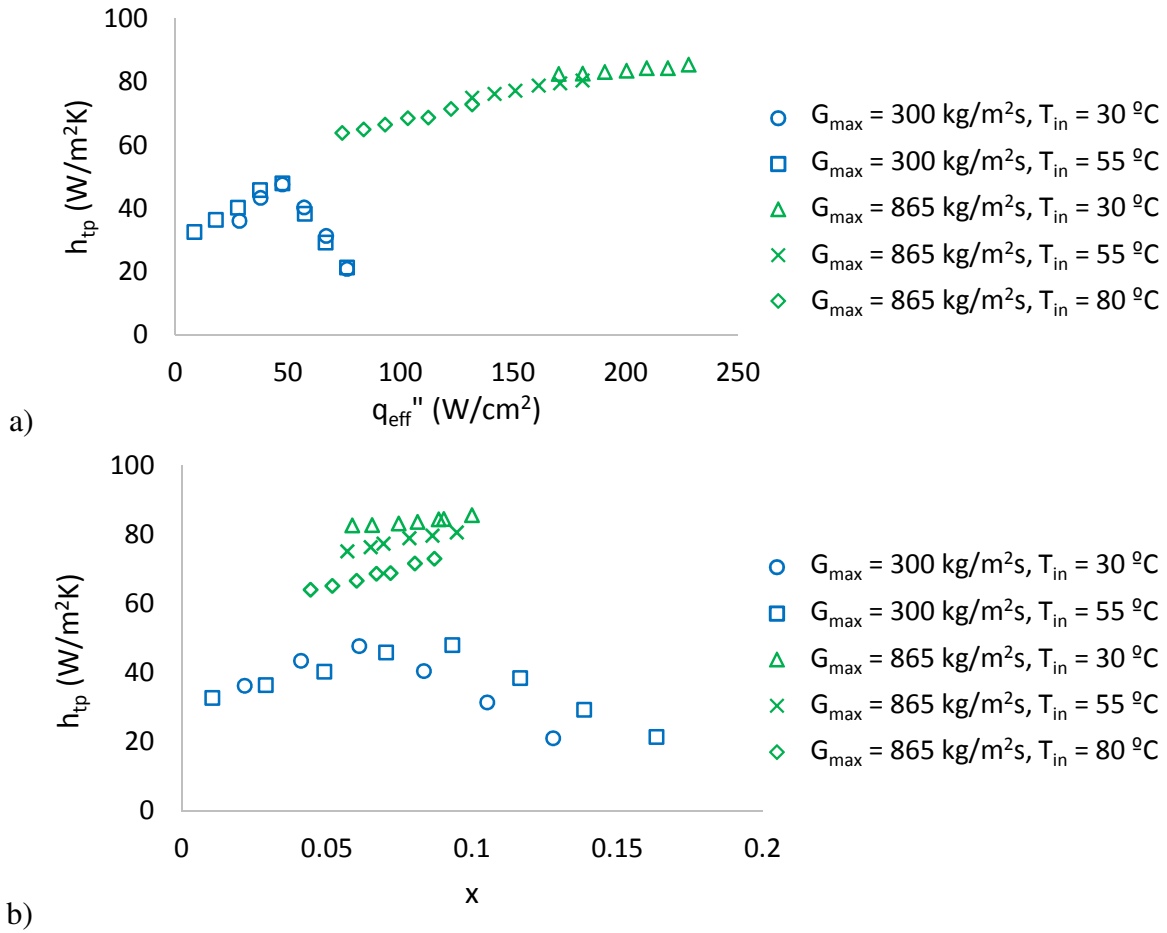 100
80
60
40
20
0
h_tp (W/m²K)
0 50 100 150 200 250
q_eff" (W/cm²)
G_max = 300 kg/m²s, T_in = 30 ºC
G_max = 300 kg/m²s, T_in = 55 ºC
G_max = 865 kg/m²s, T_in = 30 ºC
G_max = 865 kg/m²s, T_in = 55 ºC
G_max = 865 kg/m²s, T_in = 80 ºC
a)
100
80
60
40
20
0
h_tp (W/m²K)
0 0.05 0.1 0.15 0.2
x
G_max = 300 kg/m²s, T_in = 30 ºC
G_max = 300 kg/m²s, T_in = 55 ºC
G_max = 865 kg/m²s, T_in = 30 ºC
G_max = 865 kg/m²s, T_in = 55 ºC
G_max = 865 kg/m²s, T_in = 80 ºC
b)